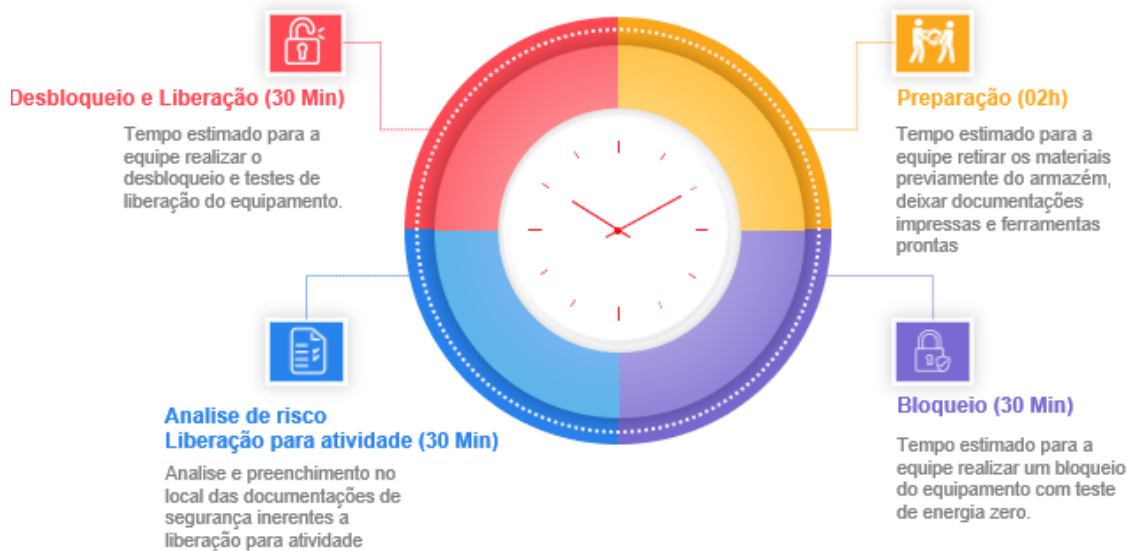 Desbloqueio e Liberação (30 Min)
Tempo estimado para a
equipe realizar o
desbloqueio e testes de
liberação do equipamento.
Preparação (02h)
Tempo estimado para a
equipe retirar os materiais
previamente do armazém,
deixar documentações
impressas e ferramentas
prontas
Analise de risco
Liberação para atividade (30 Min)
Analise e preenchimento no
local das documentações de
segurança inerentes a
liberação para atividade
Bloqueio (30 Min)
Tempo estimado para a
equipe realizar um bloqueio
do equipamento com teste
de energia zero.